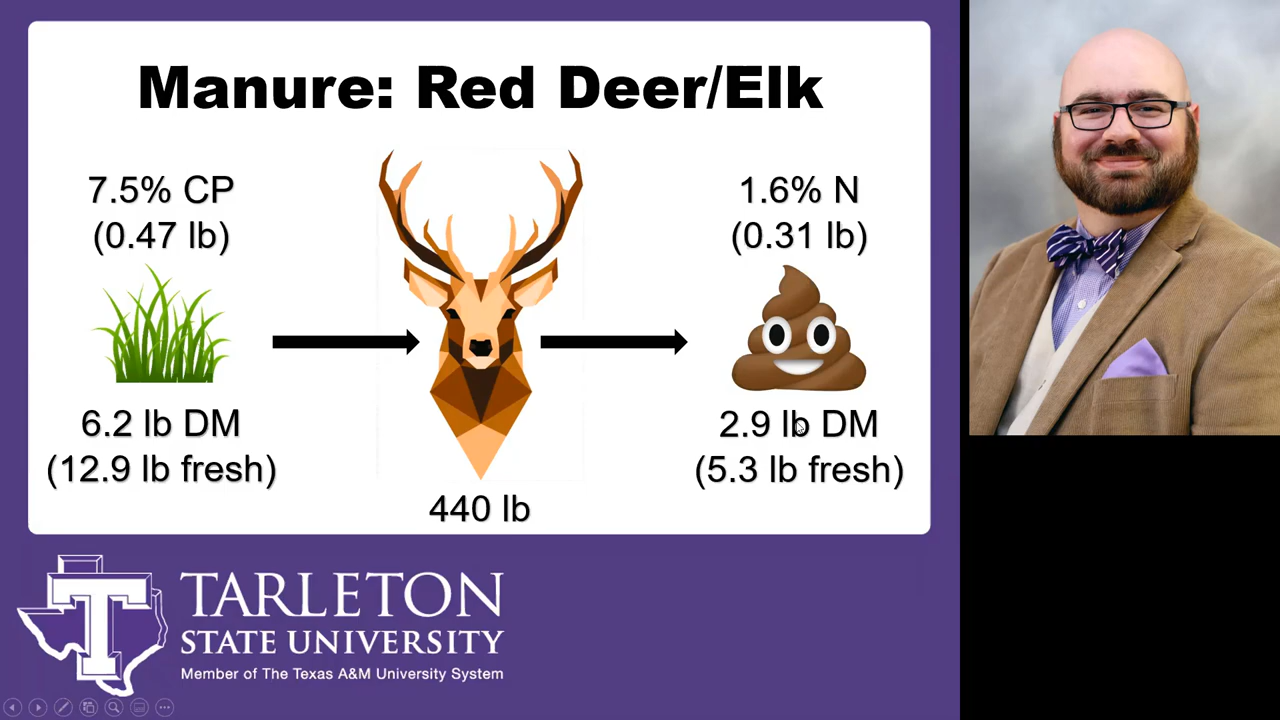 Manure: Red Deer/Elk
7.5% CP
(0.47 lb)
6.2 lb DM
(12.9 lb fresh)
440 lb
1.6% N
(0.31 lb)
2.9 lb DM
(5.3 lb fresh)
T
TARLETON
STATE UNIVERSITY
Member of The Texas A&M University System